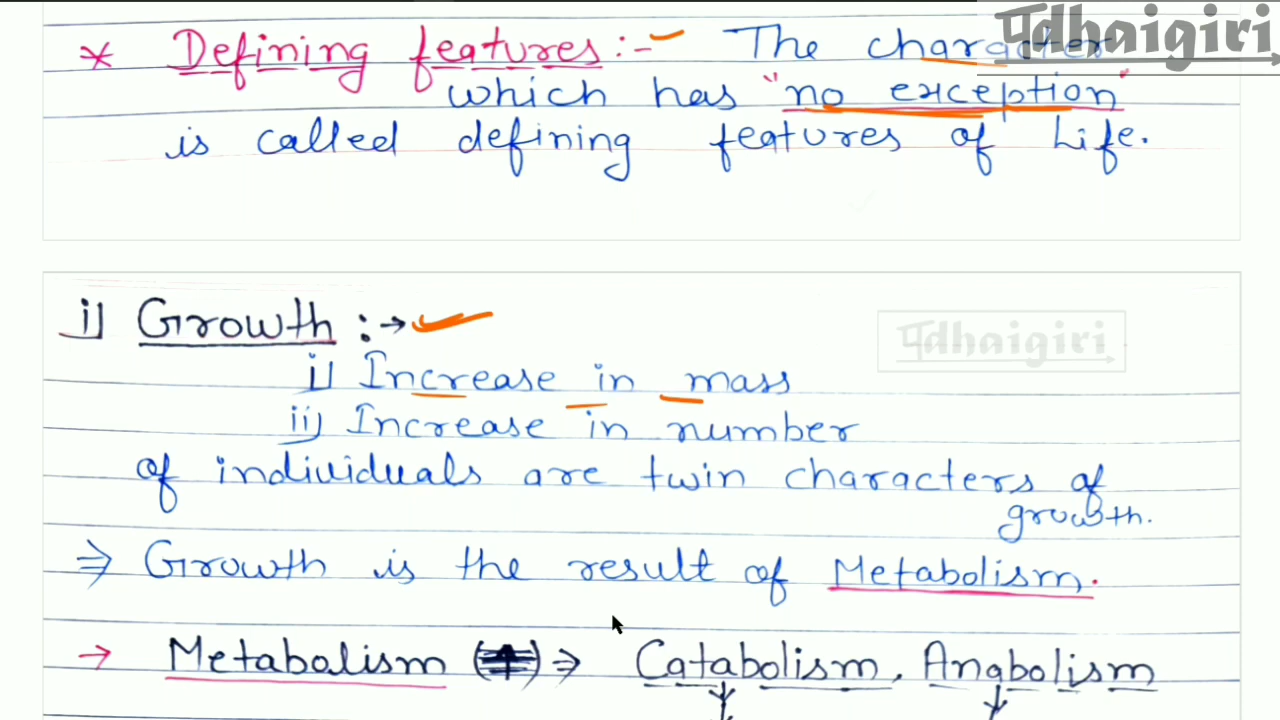 पdhaigiri
* Defining features:- The character
which has "no exception"
is called defining features of Life.
पdhaigiri
i) Growth :→
i) Increase in mass
ii) Increase in number
of individuals are twin characters of
growth.
⇒ Growth is the result of Metabolism.
→ Metabolism ( ) ⇒ Catabolism, Anabolism